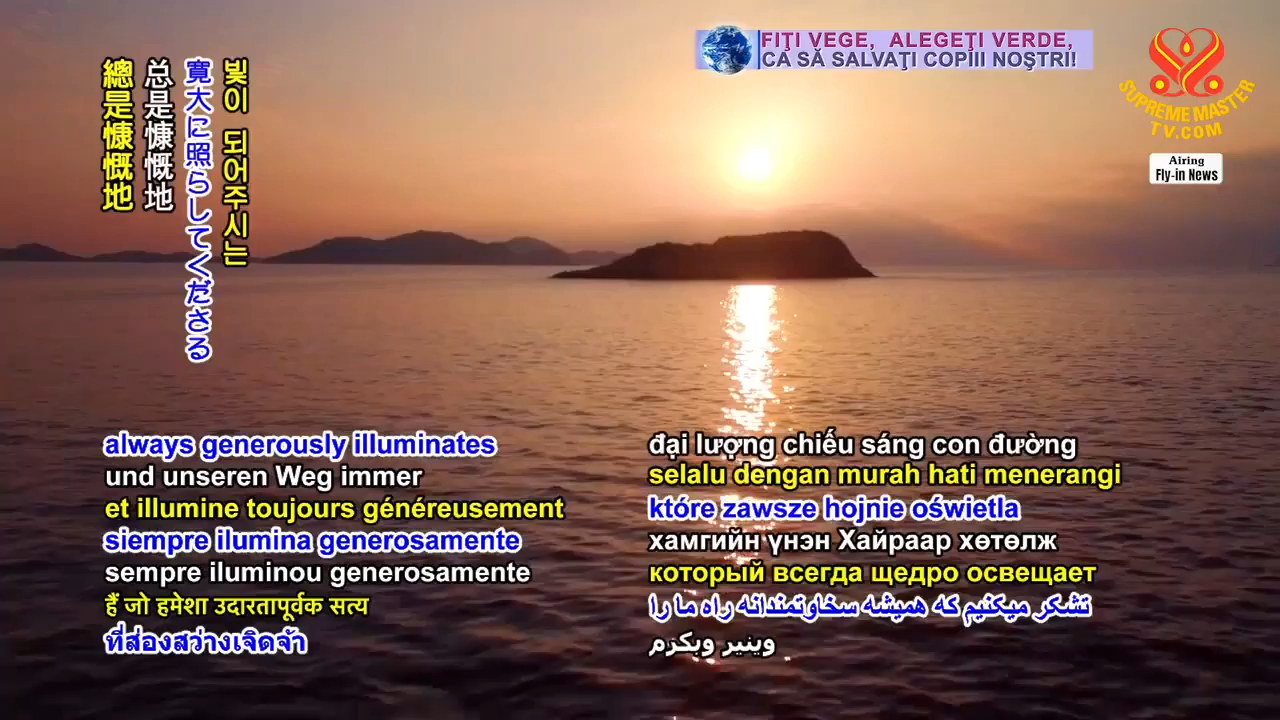 FIŢI VEGE, ALEGEŢI VERDE,
CA SĂ SALVAŢI COPIII NOŞTRI!
SUPREME MASTER
TV.COM
Airing
Fly-in News
빛이 되어주시는
寛大に照らしてくださる
总是慷慨地
總是慷慨地
always generously illuminates
und unseren Weg immer
et illumine toujours généreusement
siempre ilumina generosamente
sempre iluminou generosamente
हैं जो हमेशा उदारतापूर्वक सत्य
ที่ส่องสว่างเจิดจ้า
đại lượng chiếu sáng con đường
selalu dengan murah hati menerangi
które zawsze hojnie oświetla
хамгийн үнэн Хайраар хөтөлж
который всегда щедро освещает
تشکر میکنیم که همیشه سخاوتمندانه راه ما را
وينير وبكرم